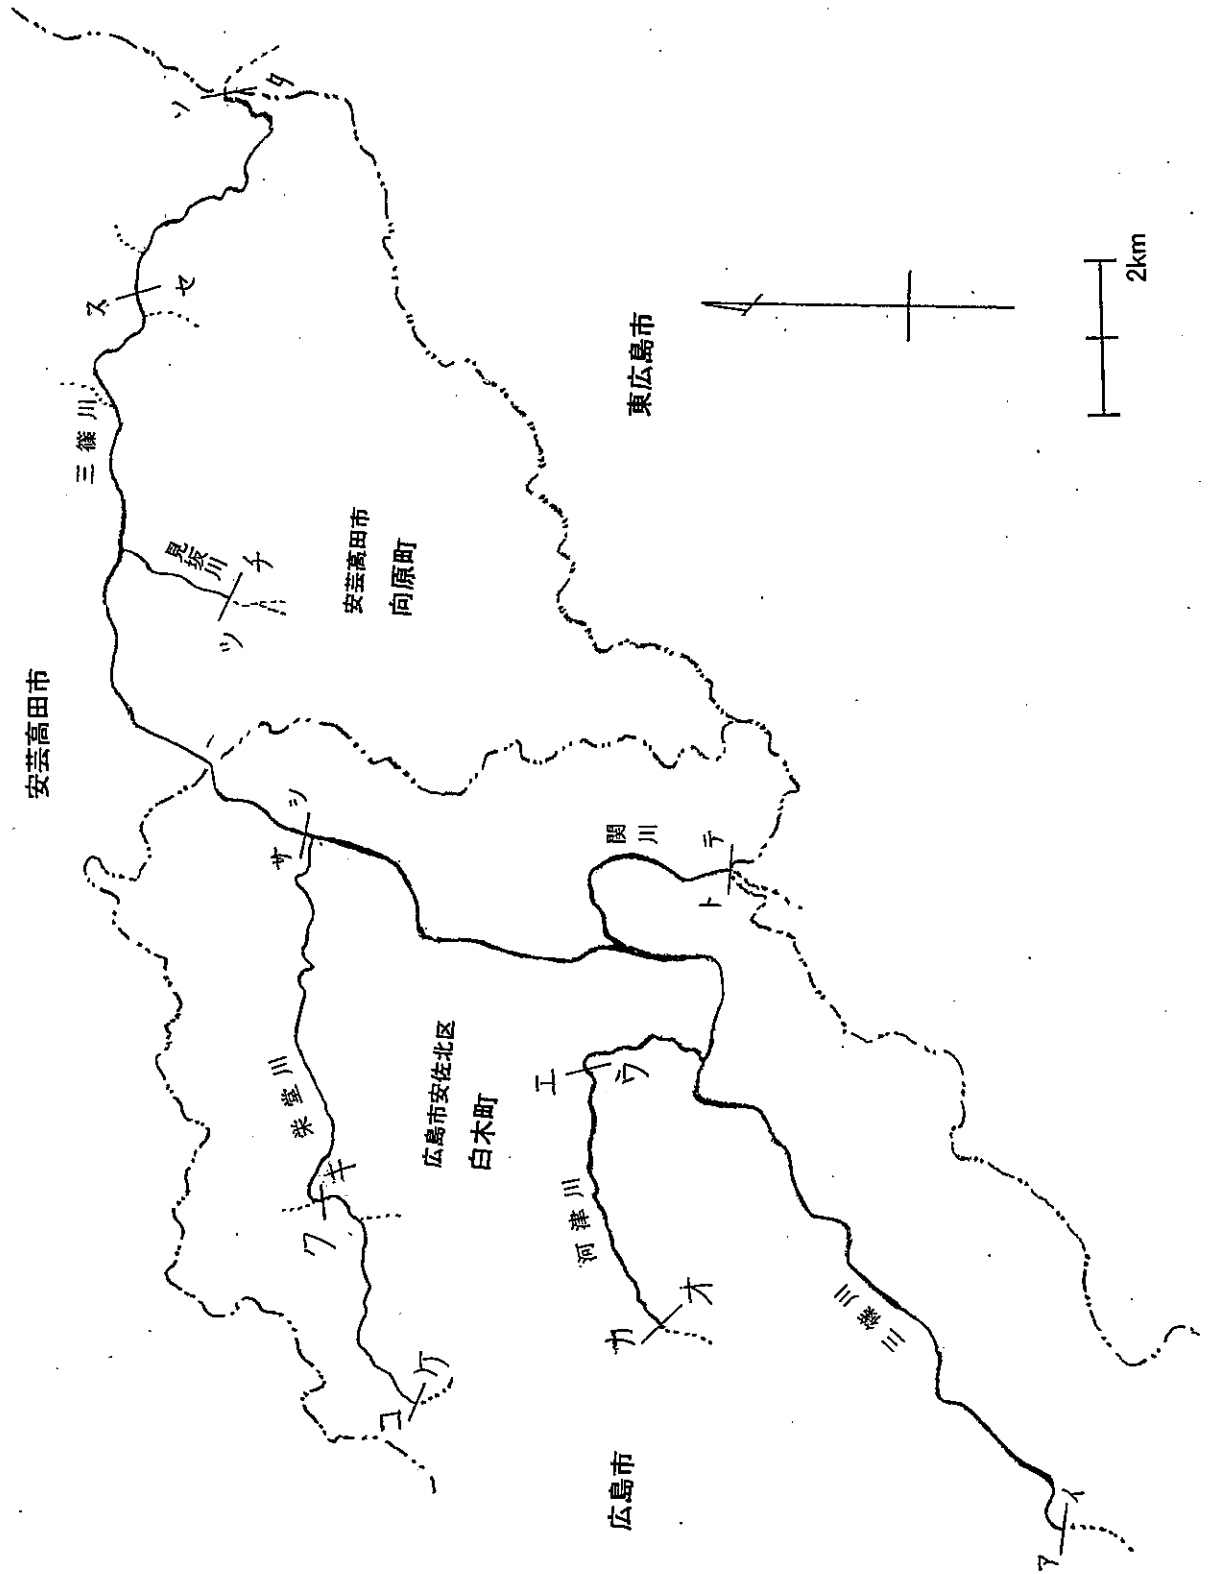 安芸高田市
ソ
タ
ス
セ
三篠川
見坂川
チ
ツ
安芸高田市
向原町
東広島市
2km
シ
サ
関川
テ
ト
栄堂川
キ
ク
ケ
コ
広島市安佐北区
白木町
エ
ウ
河津川
カ
オ
三篠川
広島市
ア
イ